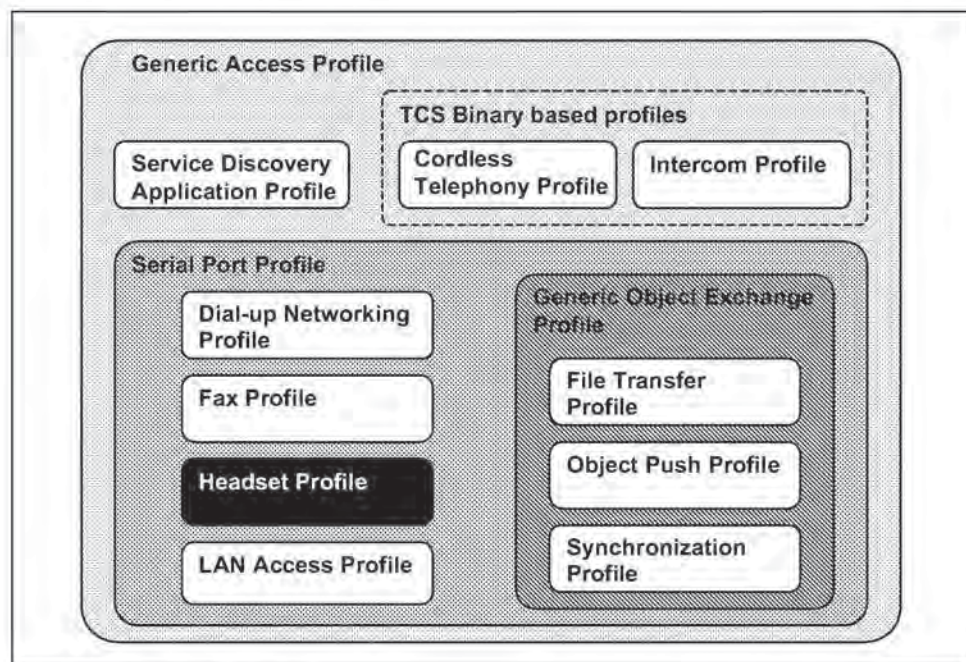 Generic Access Profile
TCS Binary based profiles
Service Discovery
Application Profile
Cordless
Telephony Profile
Intercom Profile
Serial Port Profile
Dial-up Networking
Profile
Fax Profile
Headset Profile
LAN Access Profile
Generic Object Exchange
Profile
File Transfer
Profile
Object Push Profile
Synchronization
Profile